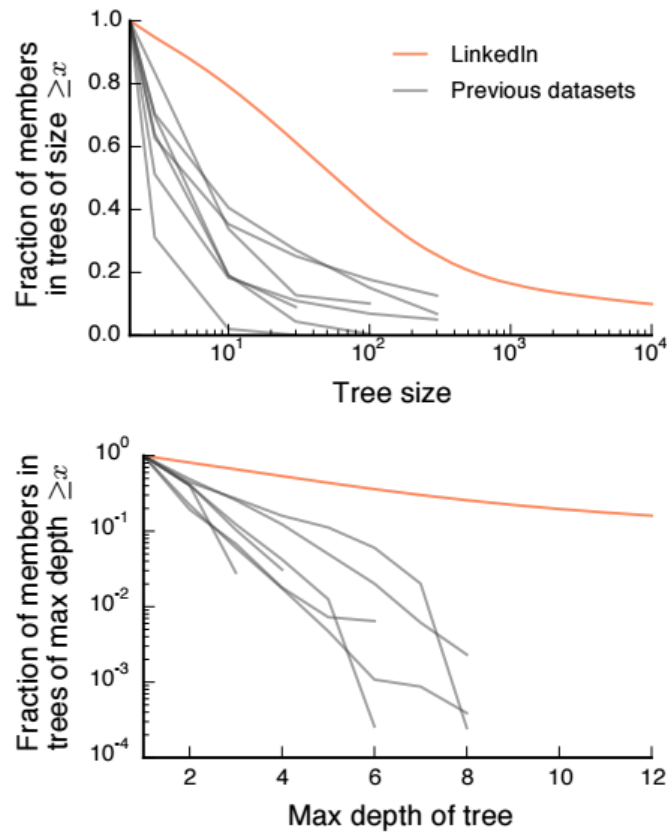 1.0
0.8
0.6
0.4
0.2
0.0
Fraction of members
in trees of size ≥x
LinkedIn
Previous datasets
10^1
10^2
10^3
10^4
Tree size
10^0
10^-1
10^-2
10^-3
10^-4
Fraction of members in
trees of max depth ≥x
2
4
6
8
10
12
Max depth of tree